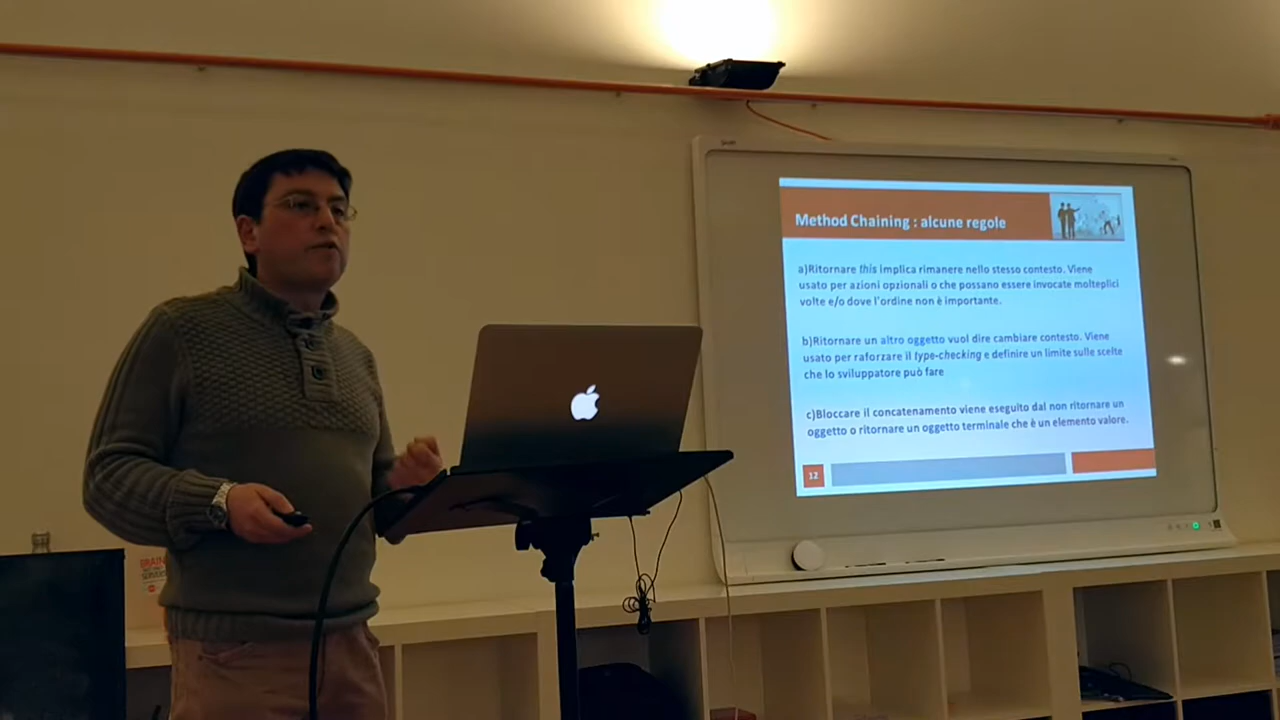 Method Chaining : alcune regole
a)Ritornare this implica rimanere nello stesso contesto. Viene
usato per azioni opzionali o che possano essere invocate molteplici
volte e/o dove l'ordine non è importante.
b)Ritornare un altro oggetto vuol dire cambiare contesto. Viene
usato per raforzare il type-checking e definire un limite sulle scelte
che lo sviluppatore può fare
c)Bloccare il concatenamento viene eseguito dal non ritornare un
oggetto o ritornare un oggetto terminale che è un elemento valore.
12
BRAIN